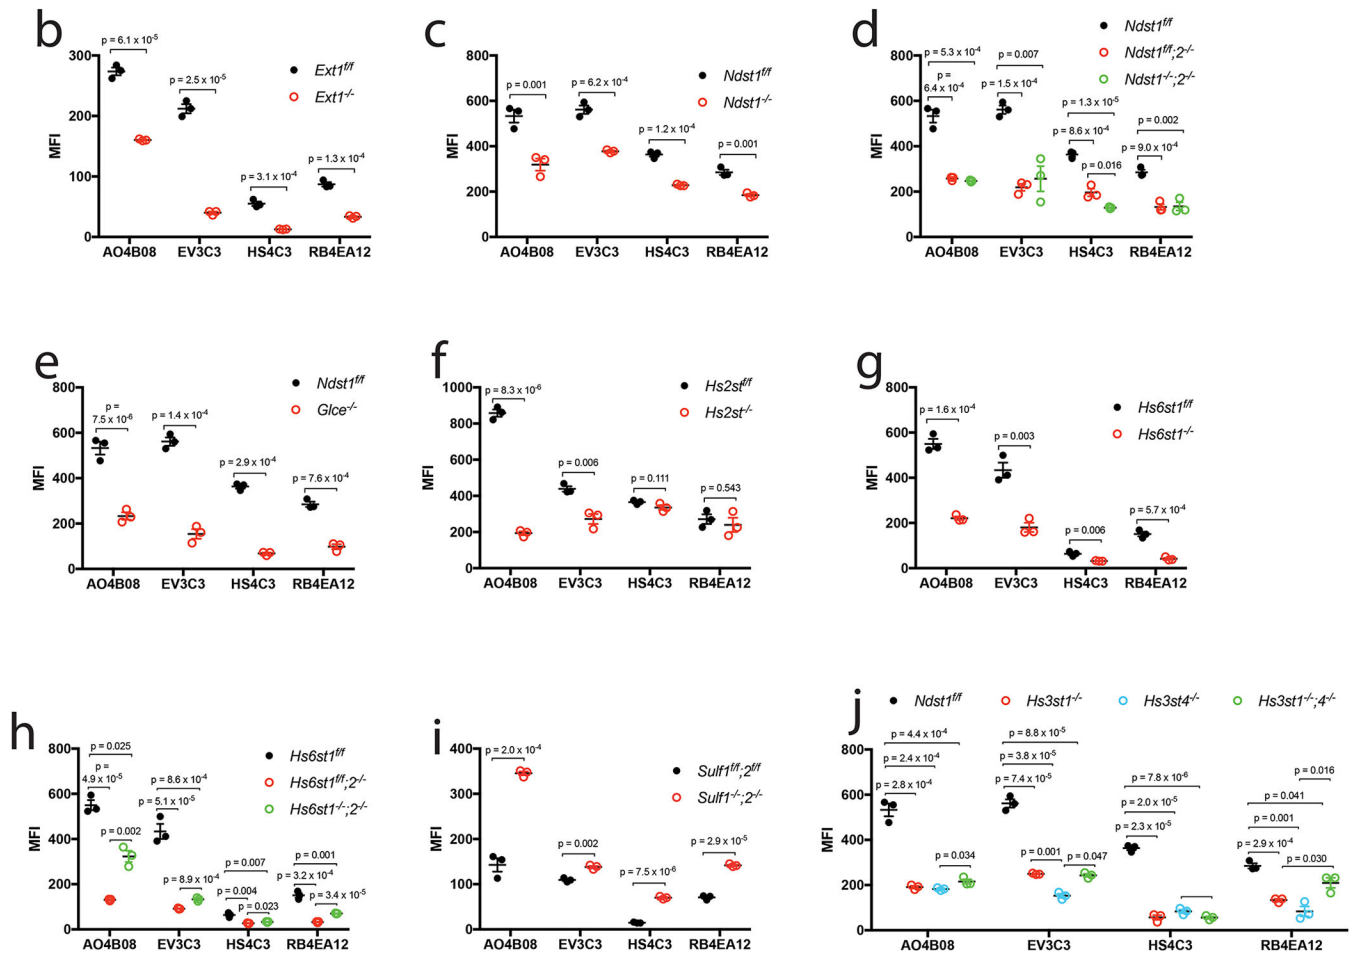 b
p = 6.1 x 10-5
p = 2.5 x 10-5
p = 3.1 x 10-4
p = 1.3 x 10-4
Ext1f/f
Ext1-/-
MFI
300
200
100
0
AO4B08 EV3C3 HS4C3 RB4EA12
c
p = 0.001
p = 6.2 x 10-4
p = 1.2 x 10-4
p = 0.001
Ndst1f/f
Ndst1-/-
MFI
800
600
400
200
0
AO4B08 EV3C3 HS4C3 RB4EA12
d
Ndst1f/f
Ndst1f/f;2-/-
Ndst1-/-;2-/-
p = 5.3 x 10-4
p =
6.4 x 10-4
p = 0.007
p = 1.5 x 10-4
p = 1.3 x 10-5
p = 8.6 x 10-4
p = 0.016
p = 0.002
p = 9.0 x 10-4
MFI
800
600
400
200
0
AO4B08 EV3C3 HS4C3 RB4EA12
e
p =
7.5 x 10-6
p = 1.4 x 10-4
p = 2.9 x 10-4
p = 7.6 x 10-4
Ndst1f/f
Glce-/-
MFI
800
600
400
200
0
AO4B08 EV3C3 HS4C3 RB4EA12
f
p = 8.3 x 10-6
p = 0.006
p = 0.111
p = 0.543
Hs2stf/f
Hs2st-/-
MFI
1000
800
600
400
200
0
AO4B08 EV3C3 HS4C3 RB4EA12
g
p = 1.6 x 10-4
p = 0.003
p = 0.006
p = 5.7 x 10-4
Hs6st1f/f
Hs6st1-/-
MFI
800
600
400
200
0
AO4B08 EV3C3 HS4C3 RB4EA12
h
p = 0.025
p =
4.9 x 10-5
p = 0.002
p = 8.6 x 10-4
p = 5.1 x 10-5
p = 8.9 x 10-4
p = 0.007
p = 0.004
p = 0.023
p = 0.001
p = 3.2 x 10-4
p = 3.4 x 10-5
Hs6st1f/f
Hs6st1f/f;2-/-
Hs6st1-/-;2-/-
MFI
800
600
400
200
0
AO4B08 EV3C3 HS4C3 RB4EA12
i
p = 2.0 x 10-4
p = 0.002
p = 7.5 x 10-6
p = 2.9 x 10-5
Sulf1f/f;2f/f
Sulf1-/-;2-/-
MFI
400
300
200
100
0
AO4B08 EV3C3 HS4C3 RB4EA12
j
Ndst1f/f Hs3st1-/- Hs3st4-/- Hs3st1-/-;4-/-
p = 4.4 x 10-4
p = 2.4 x 10-4
p = 2.8 x 10-4
p = 0.034
p = 8.8 x 10-5
p = 3.8 x 10-5
p = 7.4 x 10-5
p = 0.001
p = 0.047
p = 7.8 x 10-6
p = 2.0 x 10-5
p = 2.3 x 10-5
p = 0.016
p = 0.041
p = 0.001
p = 2.9 x 10-4
p = 0.030
MFI
800
600
400
200
0
AO4B08 EV3C3 HS4C3 RB4EA12